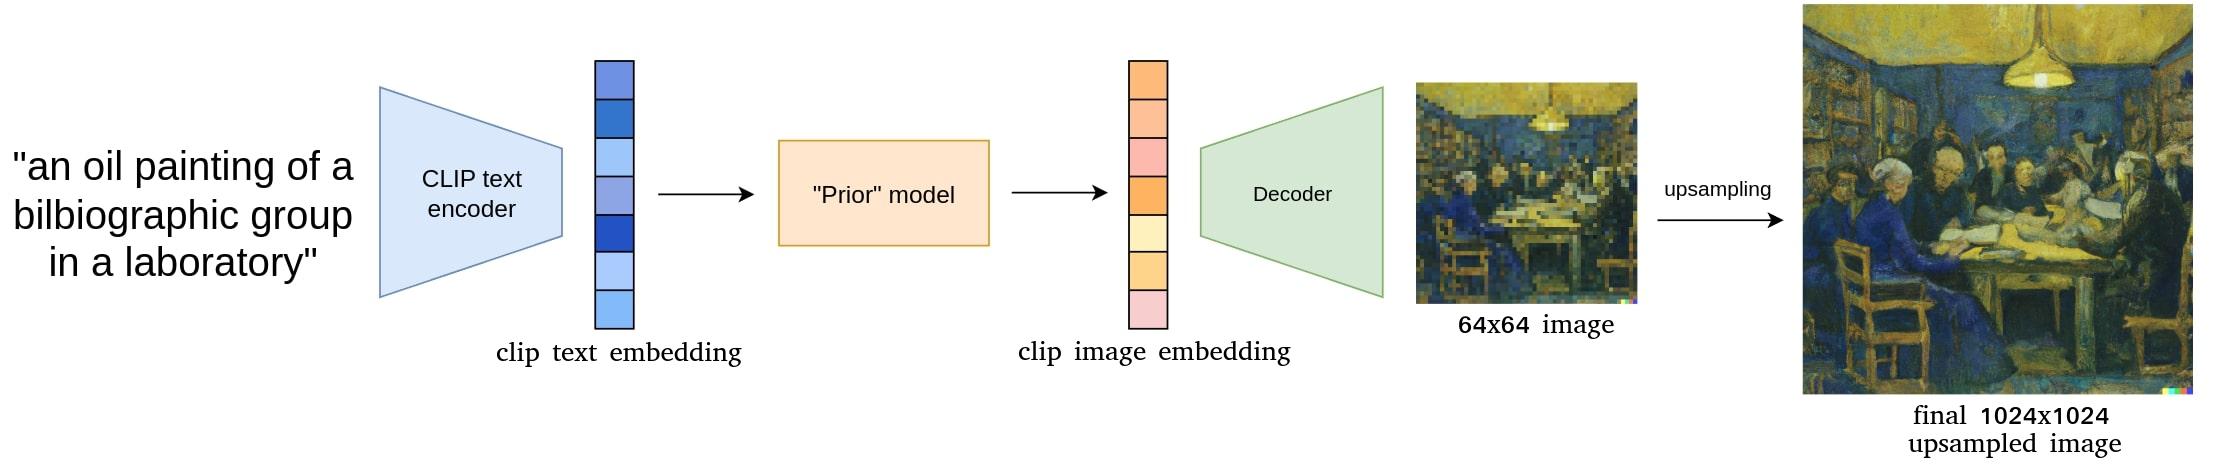 "an oil painting of a
bilbiographic group
in a laboratory"
CLIP text
encoder
clip text embedding
"Prior" model
clip image embedding
Decoder
64x64 image
upsampling
final 1024x1024
upsampled image